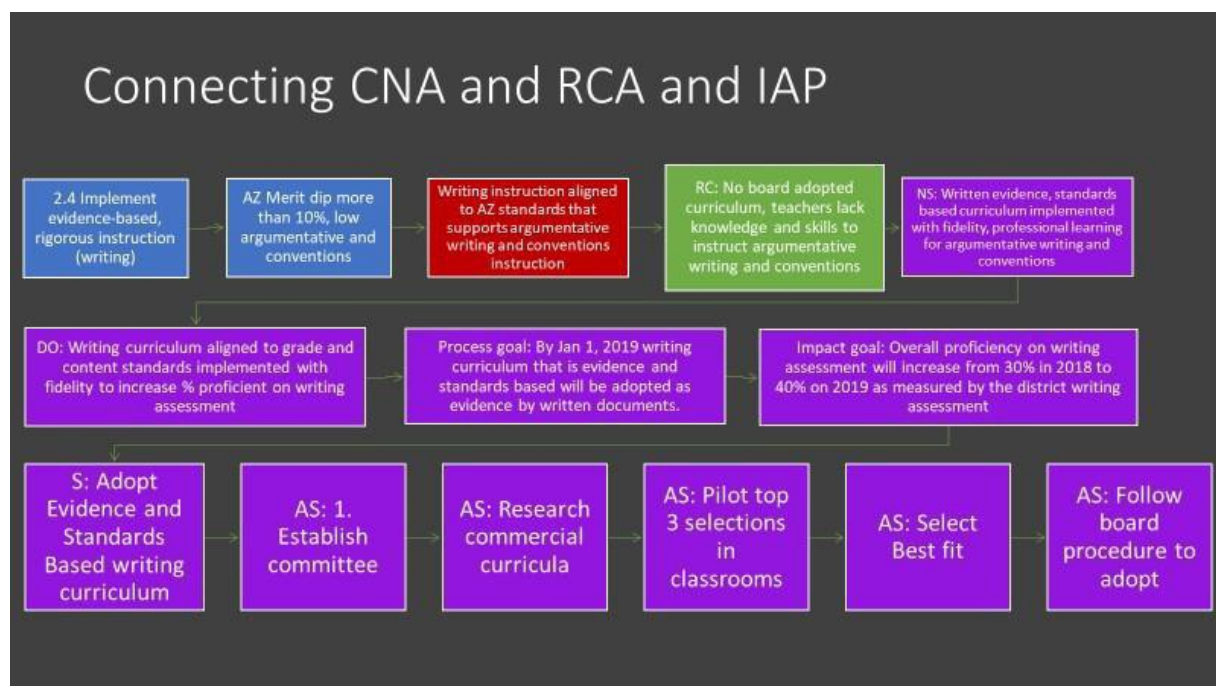 Connecting CNA and RCA and IAP
2.4 Implement
evidence-based,
rigorous instruction
(writing)
AZ Merit dip more
than 10%, low
argumentative and
conventions
Writing instruction aligned
to AZ standards that
supports argumentative
writing and conventions
instruction
RC: No board adopted
curriculum, teachers lack
knowledge and skills to
instruct argumentative
writing and conventions
NS: Written evidence, standards
based curriculum implemented
with fidelity, professional learning
for argumentative writing and
conventions
DO: Writing curriculum aligned to grade and
content standards implemented with
fidelity to increase % proficient on writing
assessment
Process goal: By Jan 1, 2019 writing
curriculum that is evidence and
standards based will be adopted as
evidence by written documents.
Impact goal: Overall proficiency on writing
assessment will increase from 30% in 2018 to
40% on 2019 as measured by the district writing
assessment
S: Adopt
Evidence and
Standards
Based writing
curriculum
AS: 1.
Establish
committee
AS: Research
commercial
curricula
AS: Pilot top
3 selections
in
classrooms
AS: Select
Best fit
AS: Follow
board
procedure to
adopt